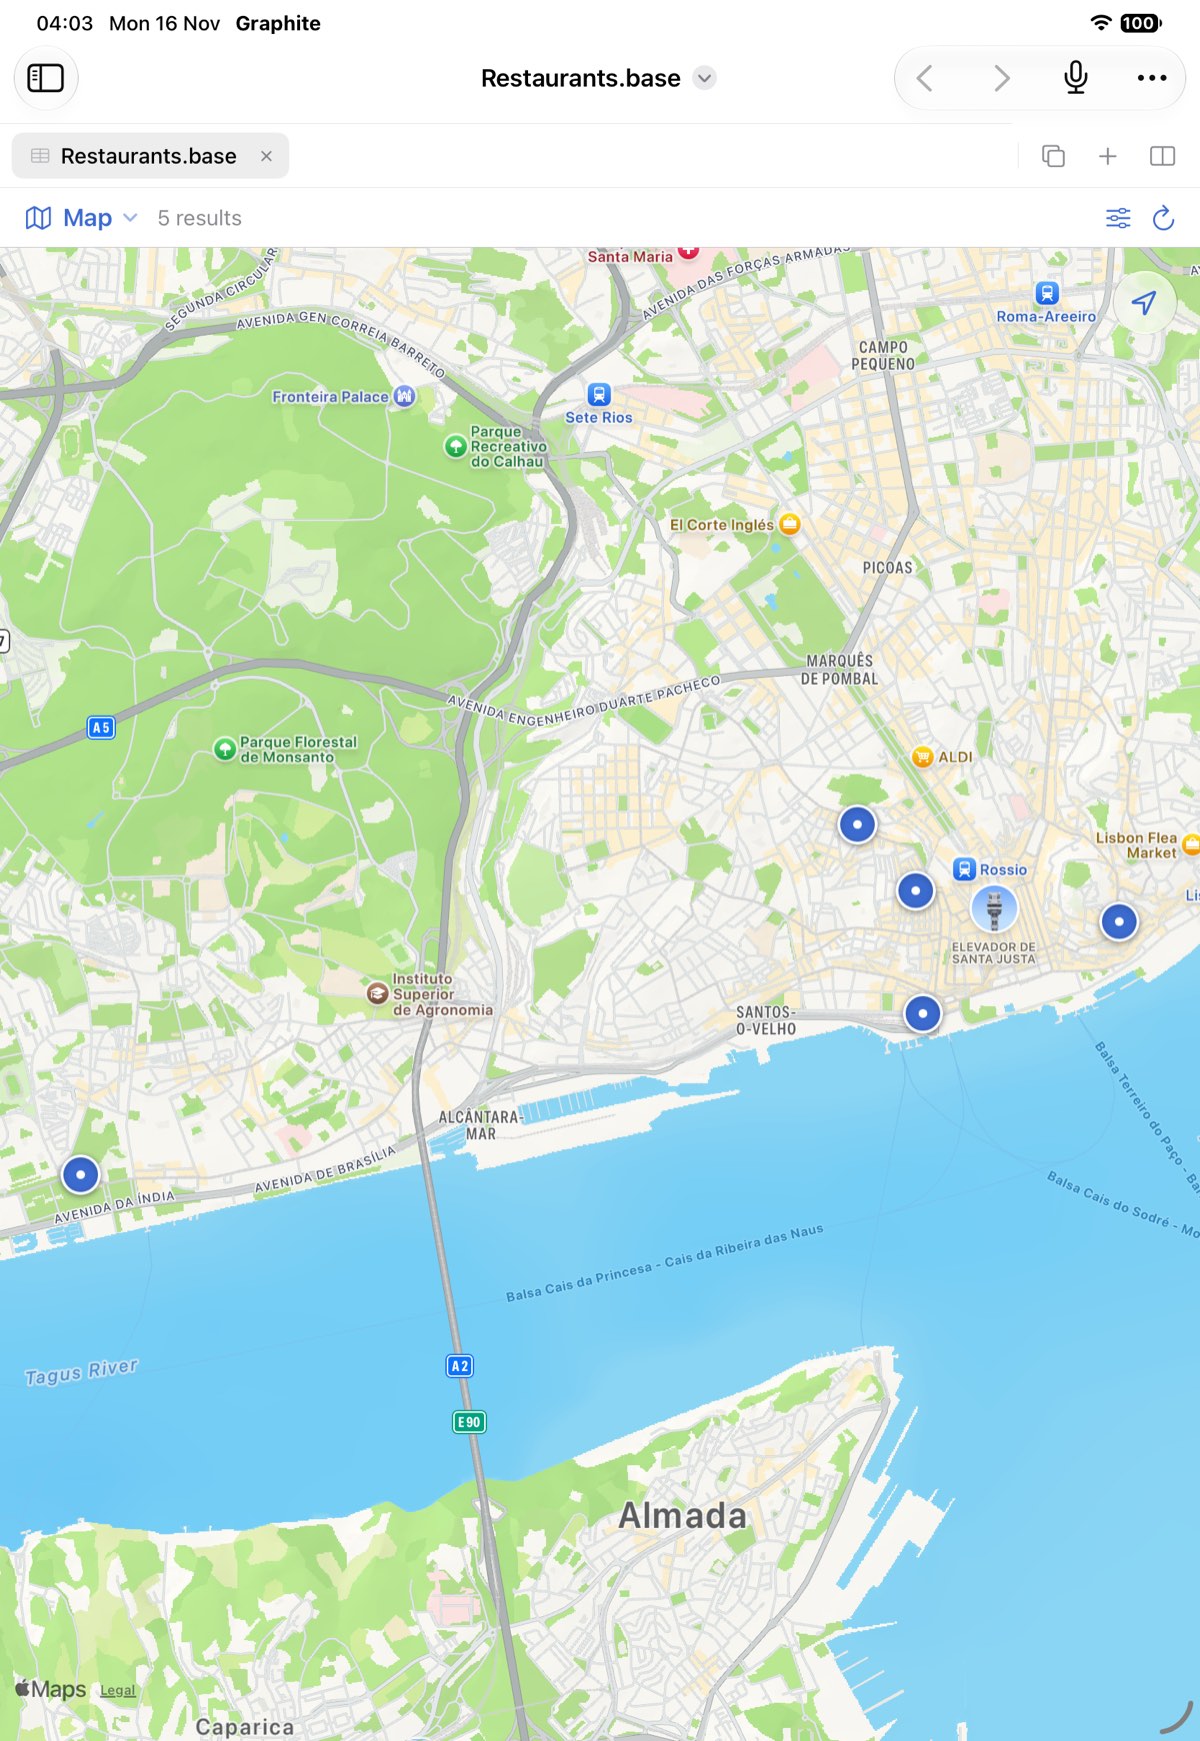 04:03 Mon 16 Nov Graphite
100
Restaurants.base
Restaurants.base
Map 5 results
Santa Maria
AVENIDA DAS FORÇAS ARMADAS
SEGUNDA CIRCULAR
AVENIDA GEN CORREIA BARRETO
Roma-Areeiro
CAMPO
PEQUENO
Fronteira Palace
Sete Rios
Parque
Recreativo
do Calhau
El Corte Inglés
PICOAS
7
MARQUÊS
DE POMBAL
AVENIDA ENGENHEIRO DUARTE PACHECO
A5
Parque Florestal
de Monsanto
ALDI
Lisbon Flea
Market
Rossio
Lis
ELEVADOR DE
SANTA JUSTA
Instituto
Superior
de Agronomia
SANTOS-
O-VELHO
ALCÂNTARA-
MAR
AVENIDA DE BRASÍLIA
AVENIDA DA ÍNDIA
Balsa Terreiro do Paço - Ba
Balsa Cais do Sodré - Mo
Balsa Cais da Princesa - Cais da Ribeira das Naus
Tagus River
A2
E90
Almada
Maps Legal
Caparica